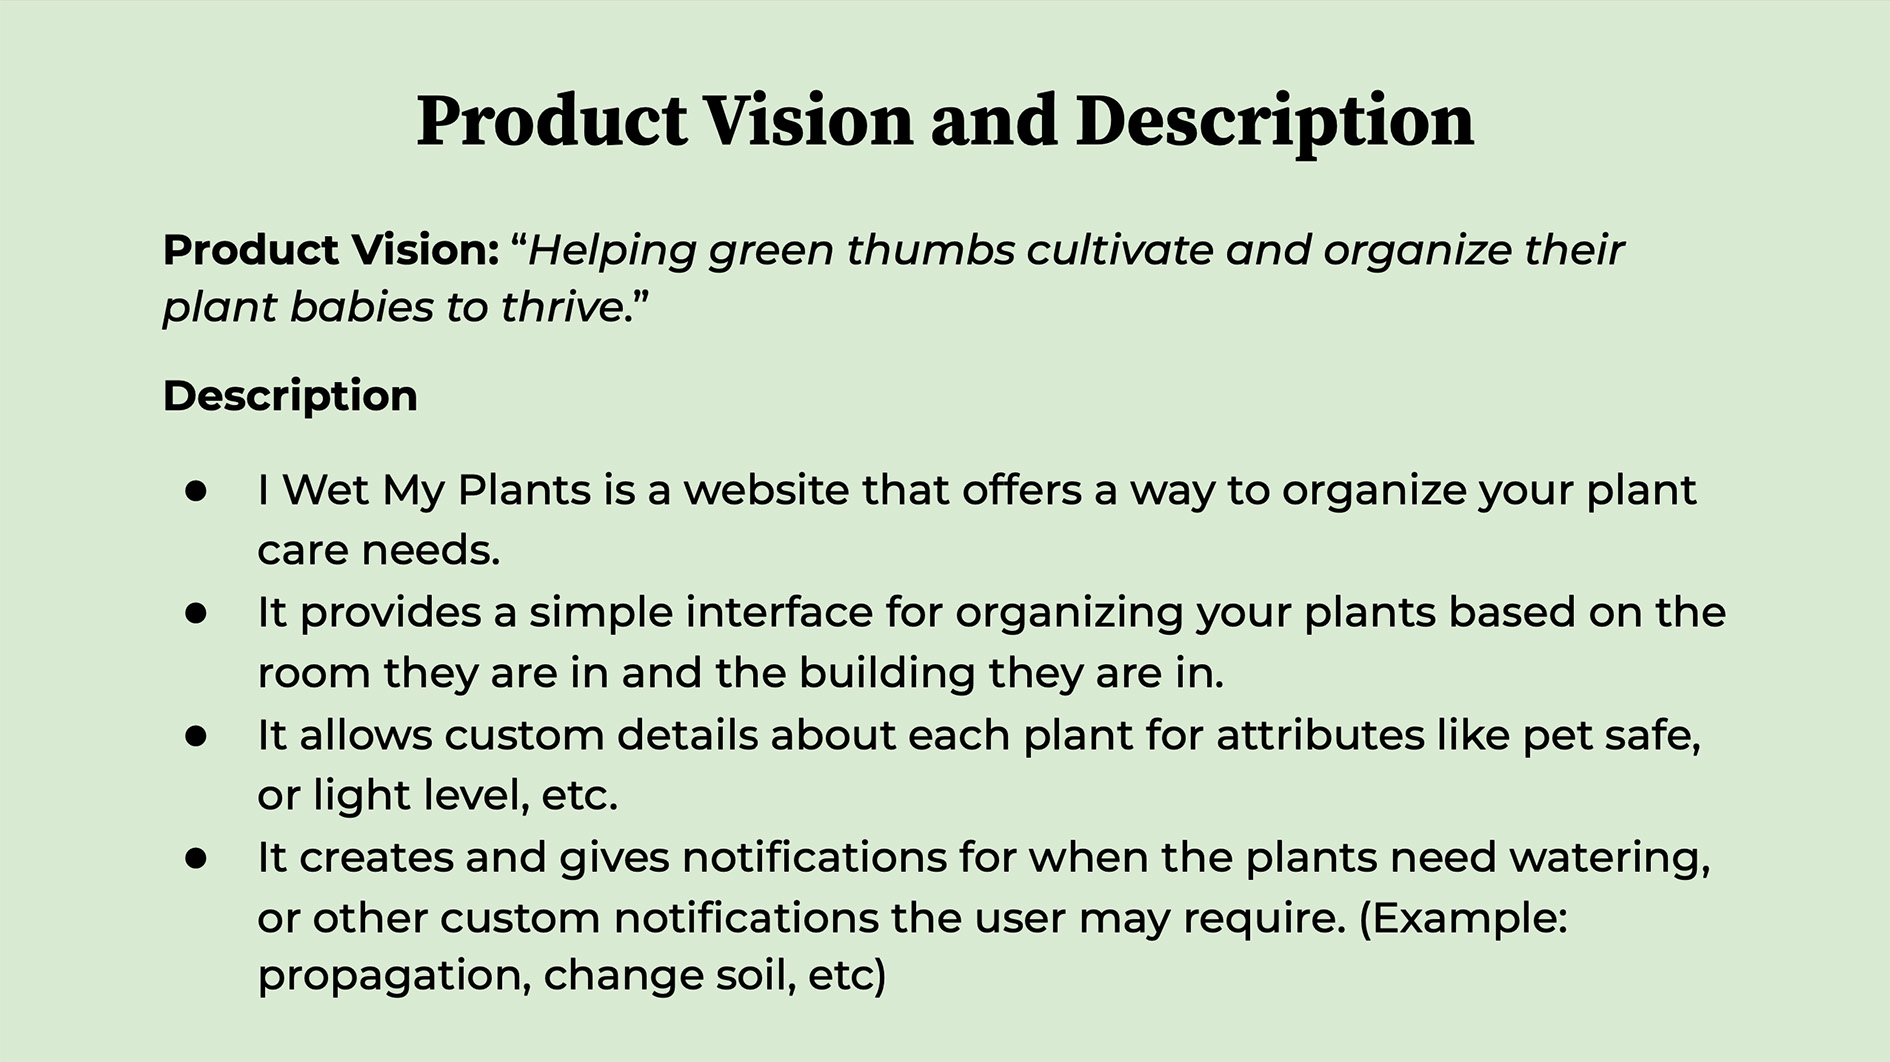 Product Vision and Description
Product Vision: “Helping green thumbs cultivate and organize their
plant babies to thrive.”
Description
● I Wet My Plants is a website that offers a way to organize your plant
care needs.
● It provides a simple interface for organizing your plants based on the
room they are in and the building they are in.
● It allows custom details about each plant for attributes like pet safe,
or light level, etc.
● It creates and gives notifications for when the plants need watering,
or other custom notifications the user may require. (Example:
propagation, change soil, etc)